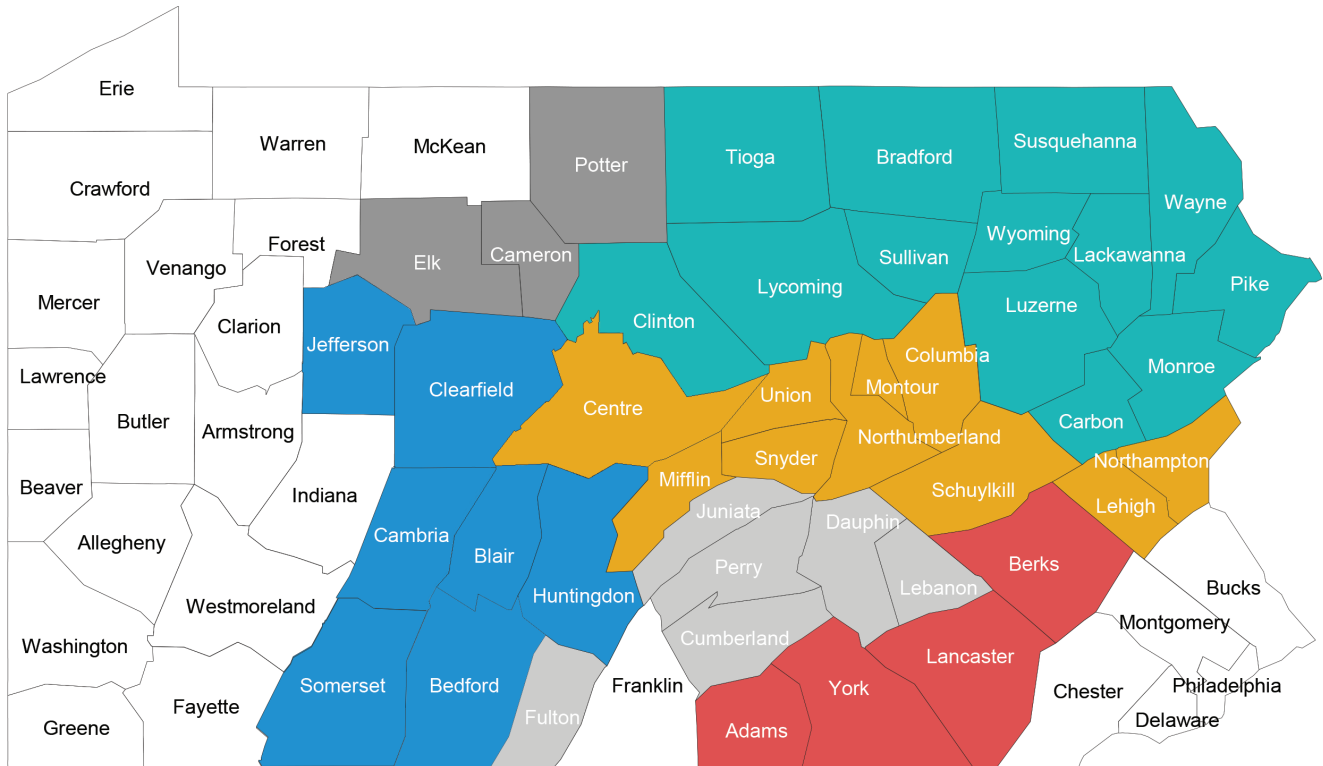 Erie
Warren
McKean
Potter
Tioga
Bradford
Susquehanna
Crawford
Wayne
Forest
Venango
Elk
Cameron
Wyoming
Sullivan
Lackawanna
Mercer
Clarion
Lycoming
Pike
Luzerne
Clinton
Jefferson
Columbia
Lawrence
Clearfield
Monroe
Montour
Union
Centre
Butler
Carbon
Armstrong
Northumberland
Snyder
Northampton
Beaver
Indiana
Mifflin
Schuylkill
Lehigh
Juniata
Dauphin
Allegheny
Cambria
Blair
Perry
Berks
Lebanon
Bucks
Huntingdon
Westmoreland
Montgomery
Cumberland
Washington
Lancaster
Somerset
Bedford
Franklin
York
Chester
Philadelphia
Fayette
Fulton
Delaware
Greene
Adams